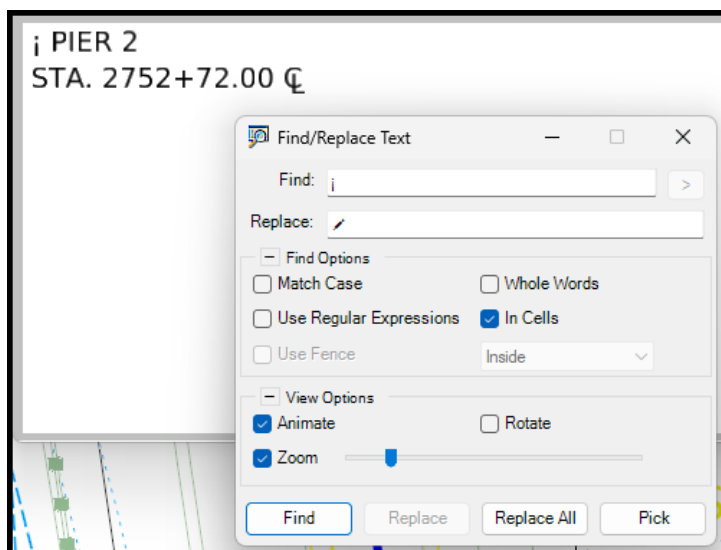 ¡ PIER 2
STA. 2752+72.00 ℄
Find/Replace Text
Find: ¡
>
Replace:
Find Options
Match Case
Whole Words
Use Regular Expressions
In Cells
Use Fence
Inside
View Options
Animate
Rotate
Zoom
Find
Replace
Replace All
Pick